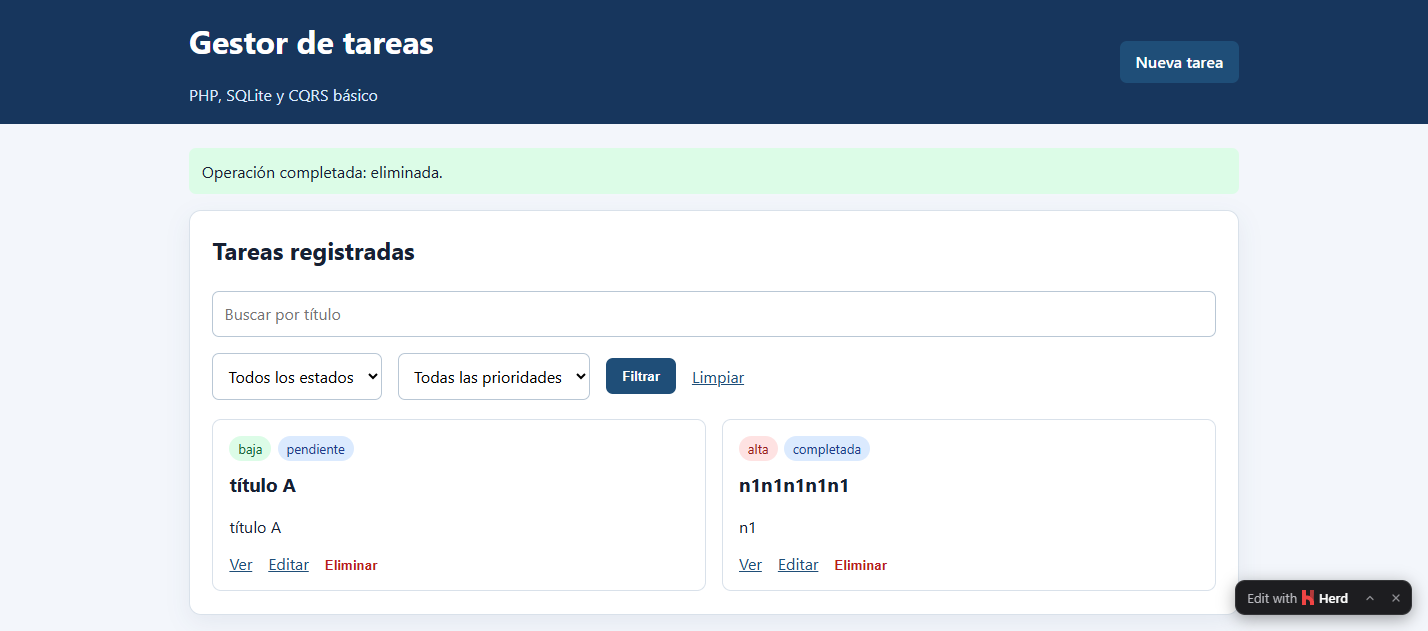 Gestor de tareas
Nueva tarea
PHP, SQLite y CQRS básico
Operación completada: eliminada.
Tareas registradas
Buscar por título
Todos los estados Todas las prioridades Filtrar Limpiar
baja pendiente
título A
título A
Ver Editar Eliminar
alta completada
n1n1n1n1n1
n1
Ver Editar Eliminar
Edit with Herd